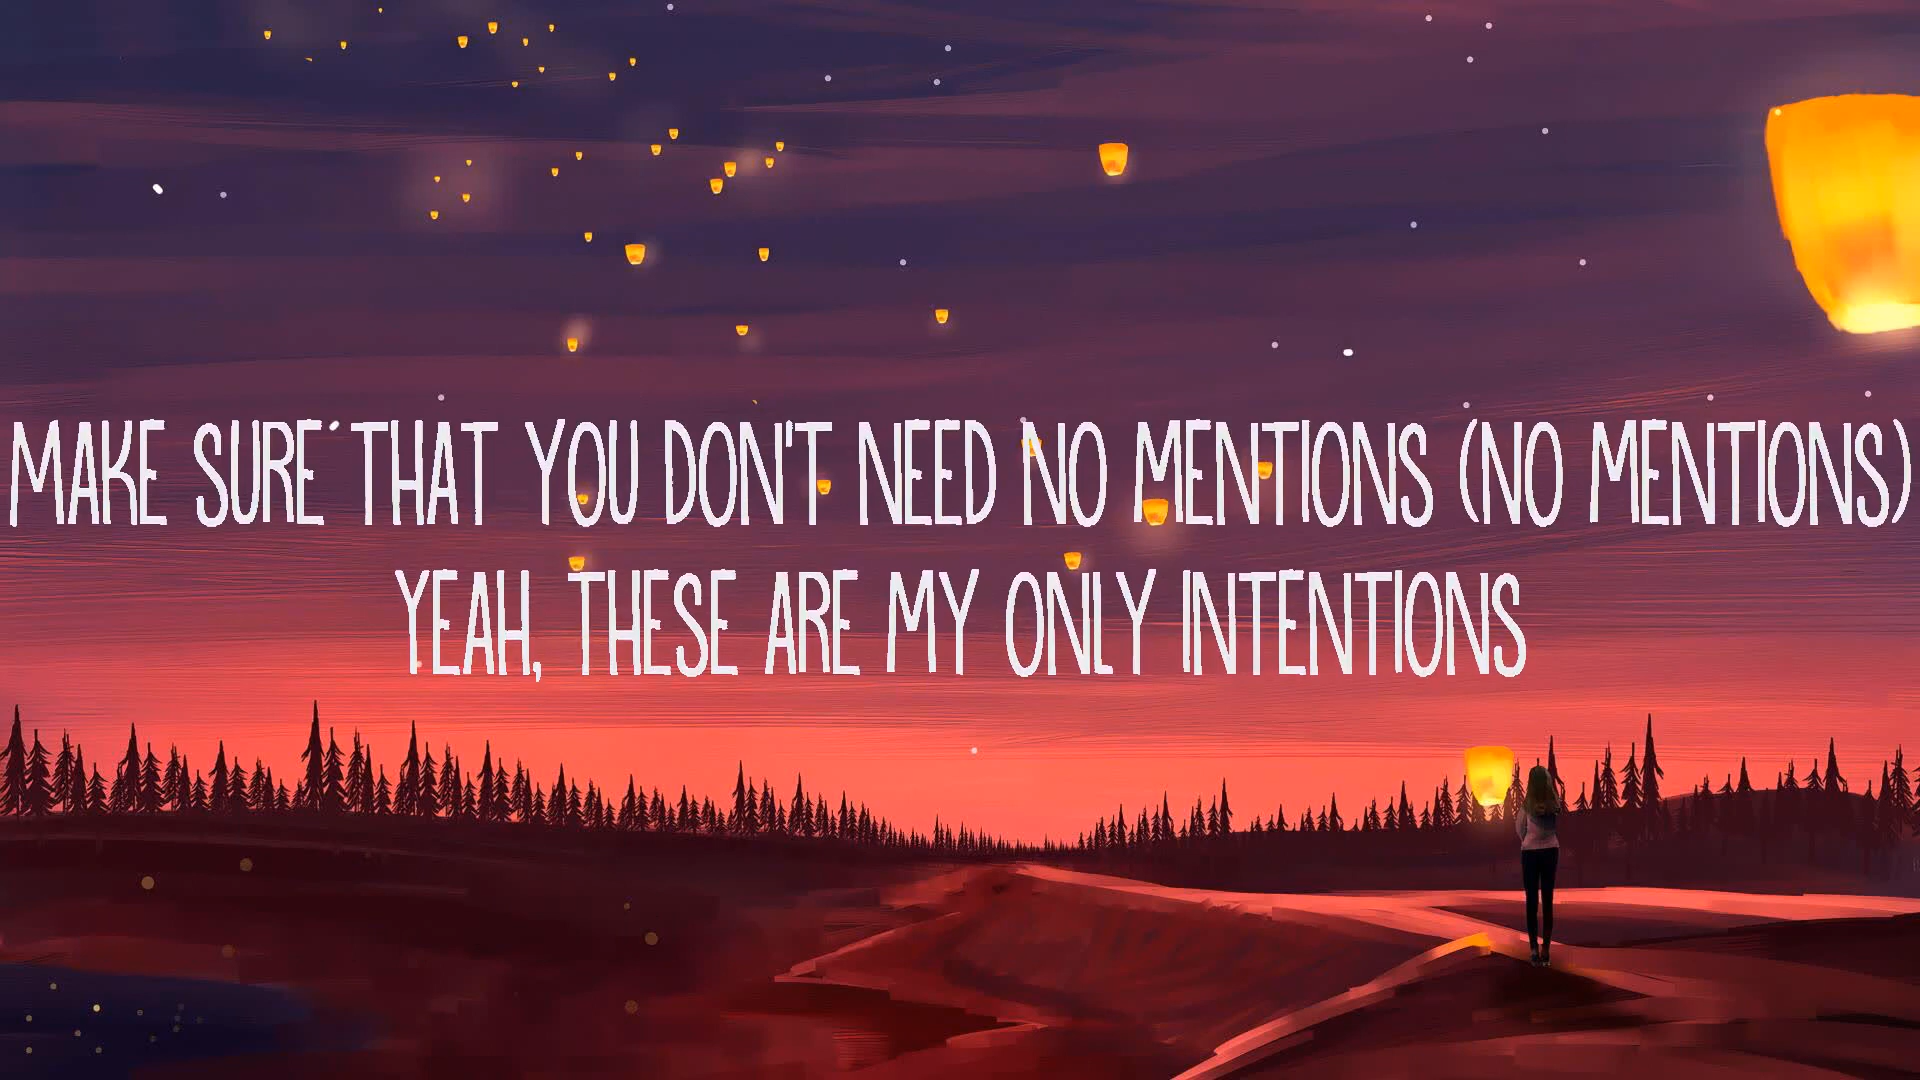 MAKE SURE THAT YOU DON'T NEED NO MENTIONS (NO MENTIONS)
YEAH, THESE ARE MY ONLY INTENTIONS